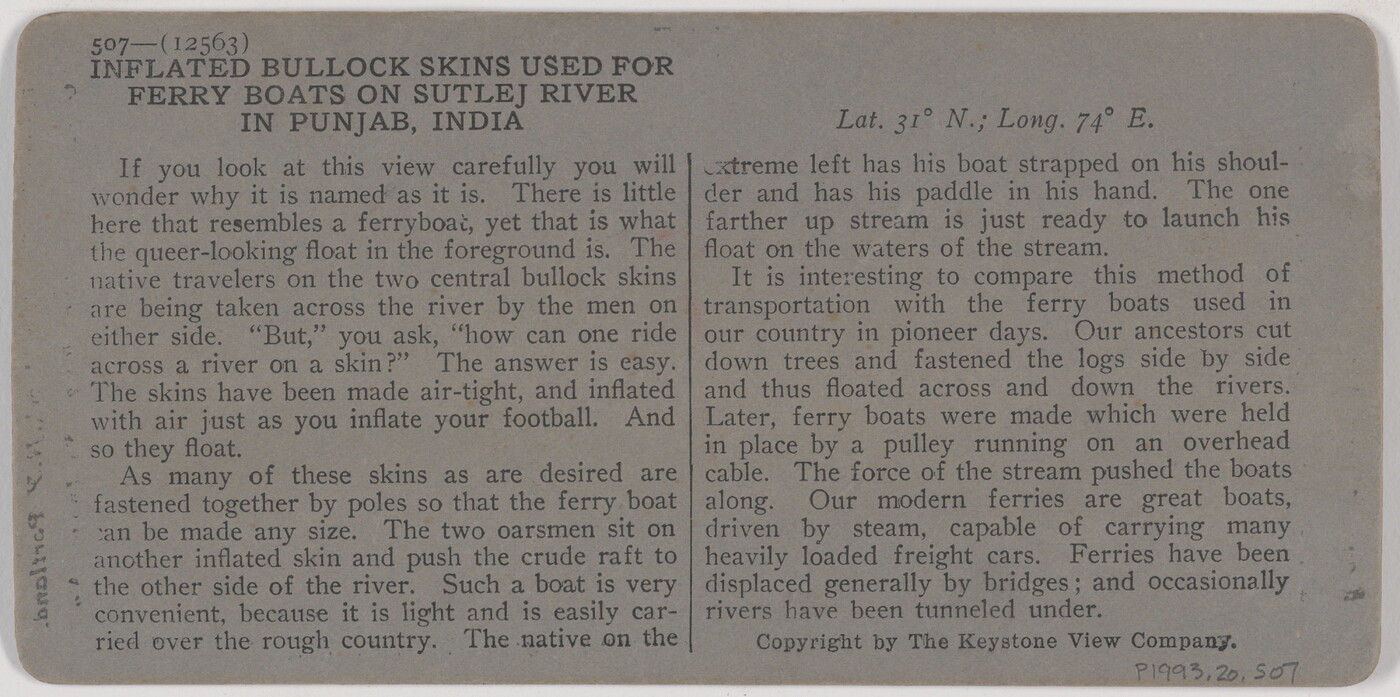 507—(12563)
INFLATED BULLOCK SKINS USED FOR
FERRY BOATS ON SUTLEJ RIVER
IN PUNJAB, INDIA
If you look at this view carefully you will
wonder why it is named as it is. There is little
here that resembles a ferryboat, yet that is what
the queer-looking float in the foreground is. The
native travelers on the two central bullock skins
are being taken across the river by the men on
either side. “But,” you ask, “how can one ride
across a river on a skin?” The answer is easy.
The skins have been made air-tight, and inflated
with air just as you inflate your football. And
so they float.
As many of these skins as are desired are
fastened together by poles so that the ferry boat
can be made any size. The two oarsmen sit on
another inflated skin and push the crude raft to
the other side of the river. Such a boat is very
convenient, because it is light and is easily car-
ried over the rough country. The native on the
Lat. 31° N.; Long. 74° E.
extreme left has his boat strapped on his shoul-
der and has his paddle in his hand. The one
farther up stream is just ready to launch his
float on the waters of the stream.
It is interesting to compare this method of
transportation with the ferry boats used in
our country in pioneer days. Our ancestors cut
down trees and fastened the logs side by side
and thus floated across and down the rivers.
Later, ferry boats were made which were held
in place by a pulley running on an overhead
cable. The force of the stream pushed the boats
along. Our modern ferries are great boats,
driven by steam, capable of carrying many
heavily loaded freight cars. Ferries have been
displaced generally by bridges; and occasionally
rivers have been tunneled under.
Copyright by The Keystone View Company.
P1993.20.507
Portland.